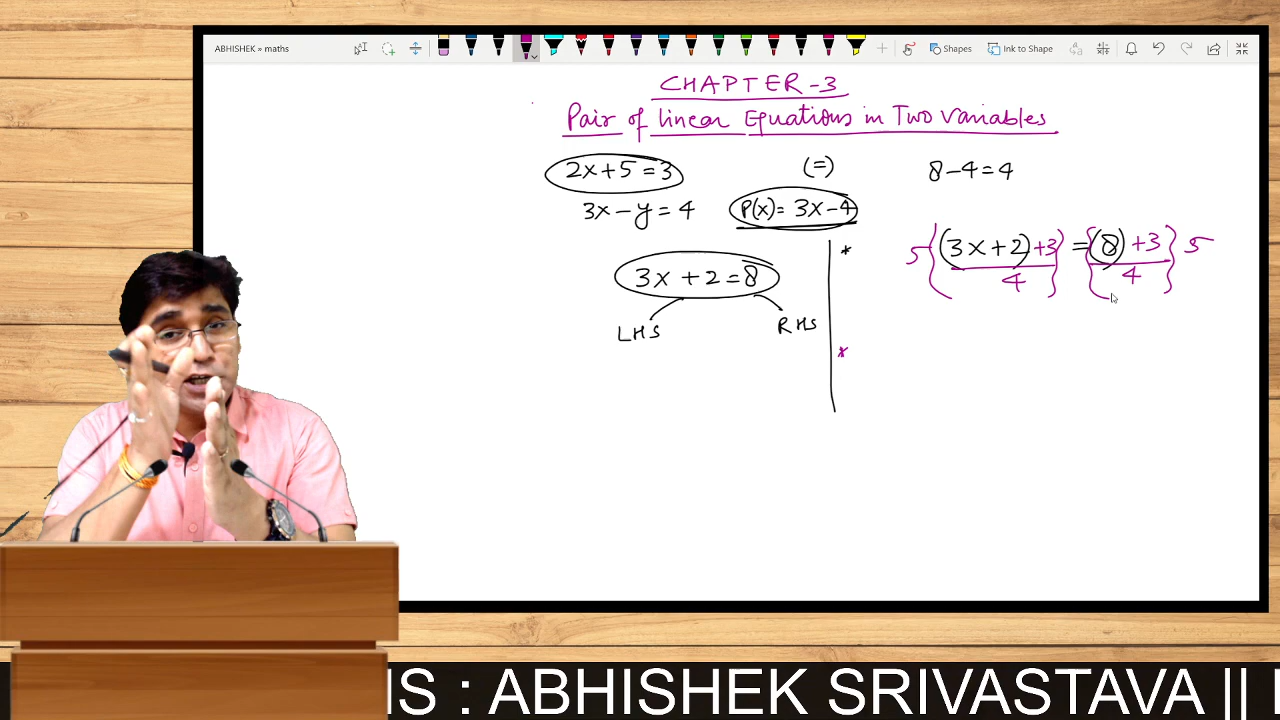 ABHISHEK » maths
Shapes
Ink to Shape
CHAPTER-3
Pair of linear Equations in Two variables
2x+5=3
(=)
8-4=4
3x-y=4
P(x)= 3x-4
3x+2=8
LHS
RHS
*
5{(3x+2)+3/4} = {(8)+3/4}5
*
IS : ABHISHEK SRIVASTAVA ||